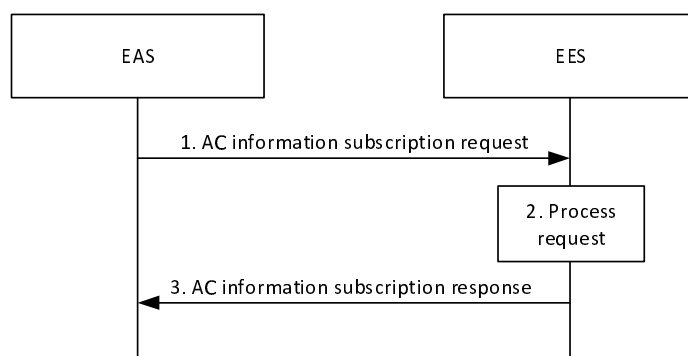 EAS
EES
1. AC information subscription request
2. Process
request
3. AC information subscription response